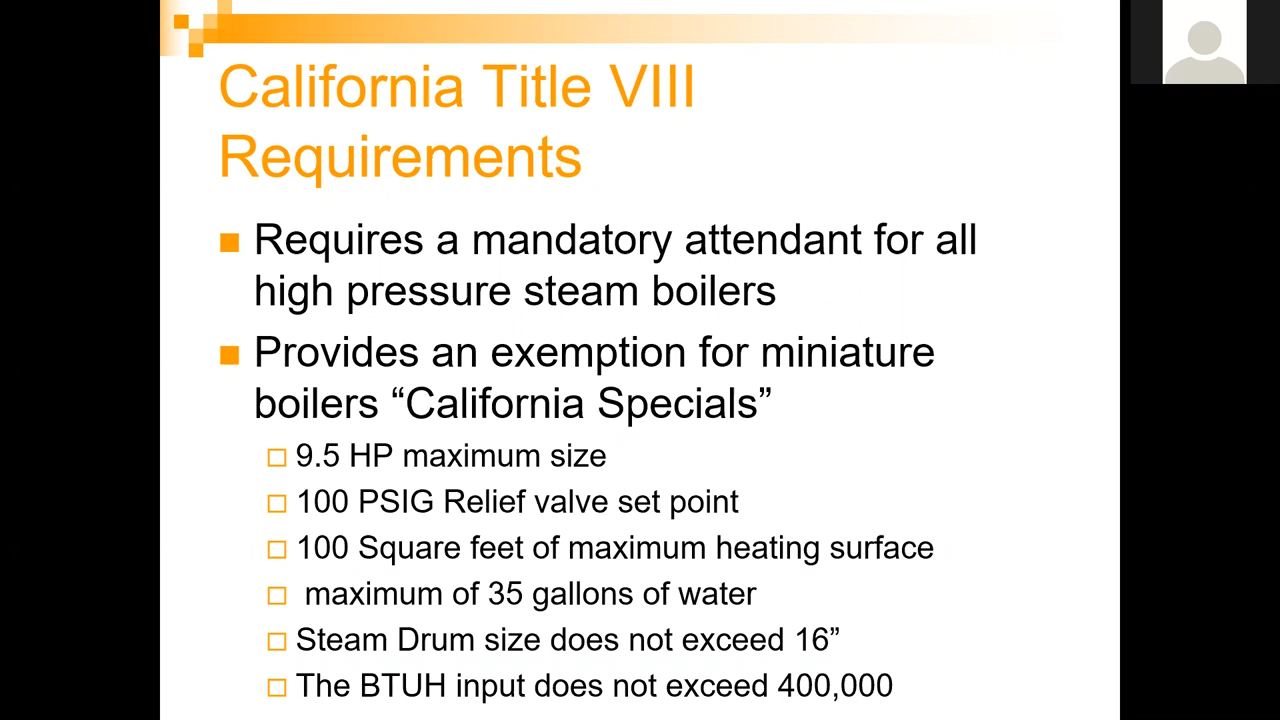 California Title VIII
Requirements
Requires a mandatory attendant for all
high pressure steam boilers
Provides an exemption for miniature
boilers “California Specials”
9.5 HP maximum size
100 PSIG Relief valve set point
100 Square feet of maximum heating surface
maximum of 35 gallons of water
Steam Drum size does not exceed 16”
The BTUH input does not exceed 400,000